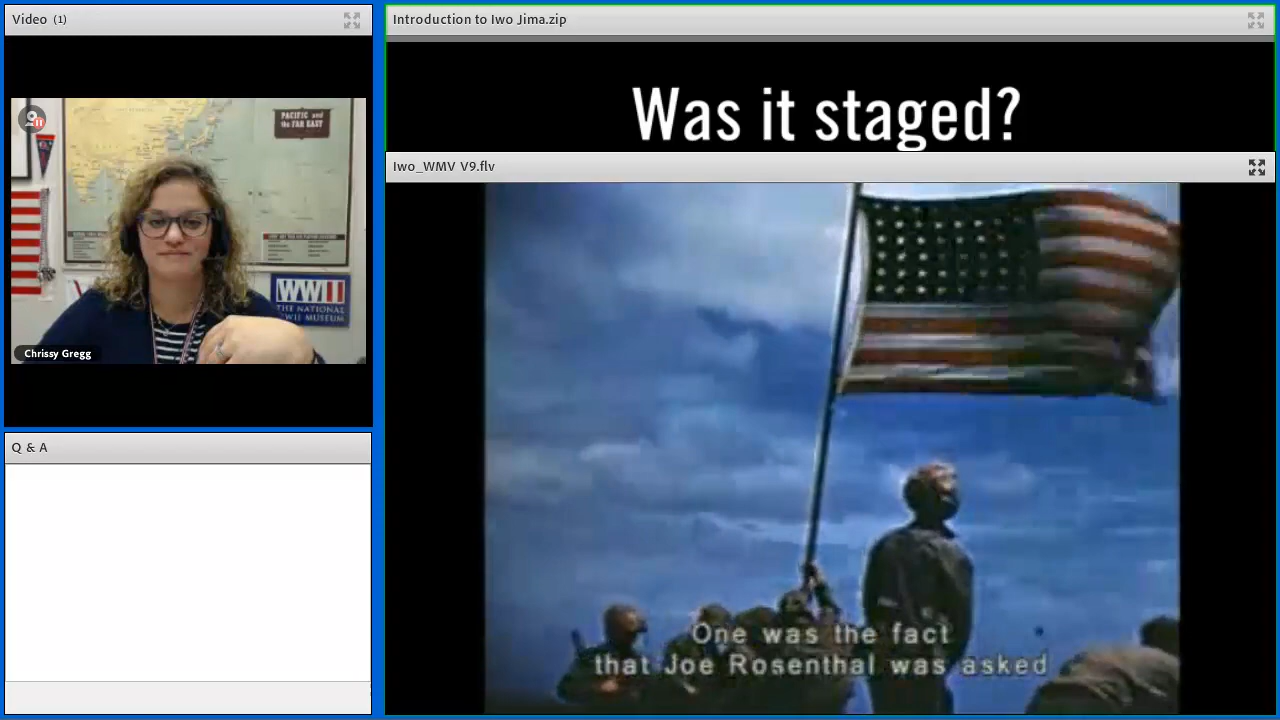 Video (1)
PACIFIC and
the FAR EAST
WWII
THE NATIONAL
WWII MUSEUM
Chrissy Gregg
Q & A
Introduction to Iwo Jima.zip
Was it staged?
Iwo_WMV V9.flv
One was the fact
that Joe Rosenthal was asked